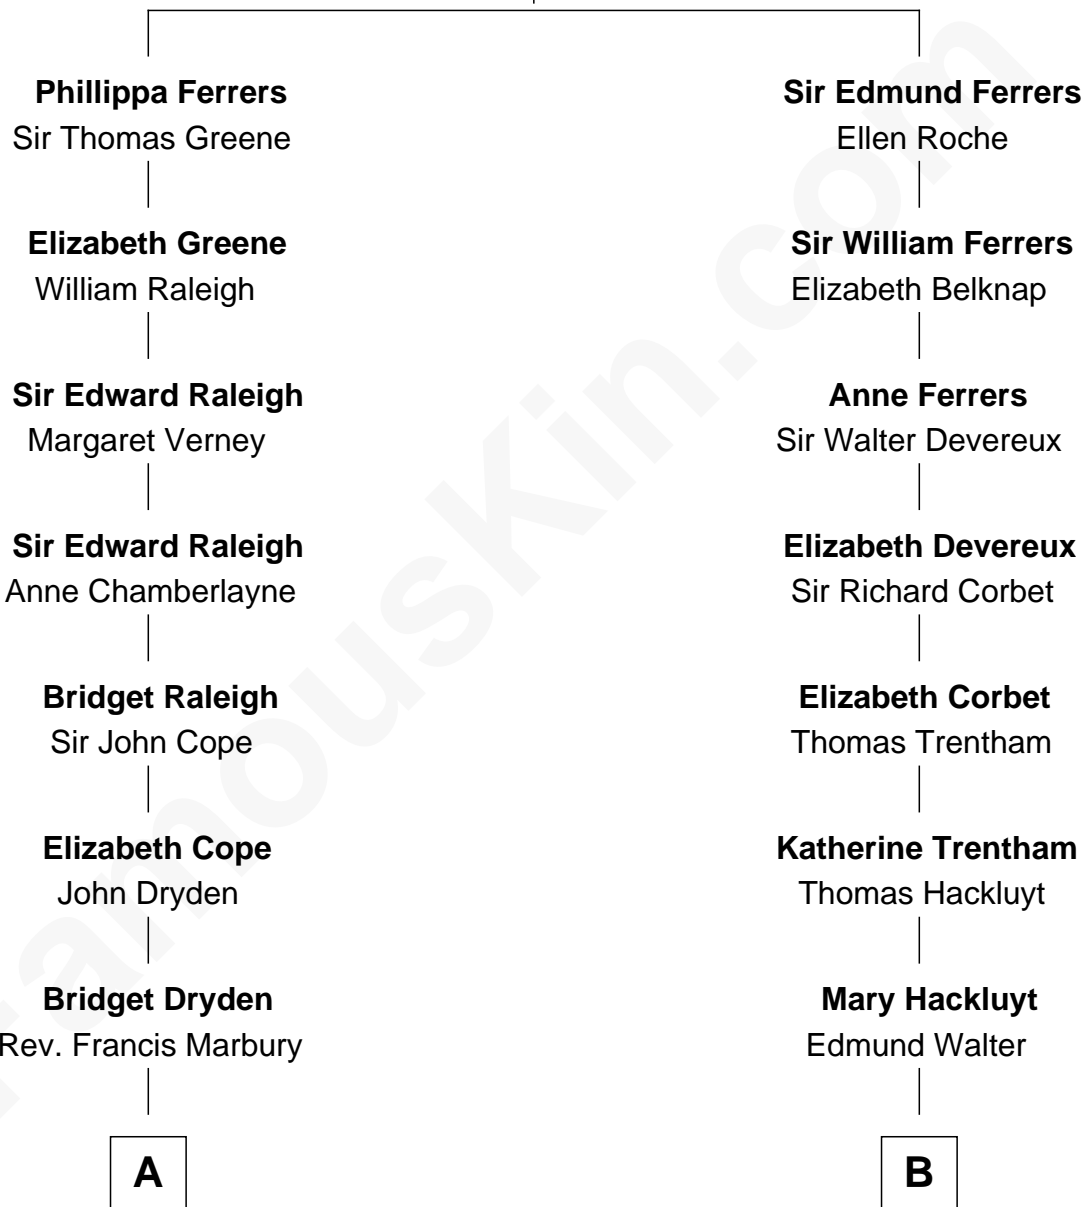 Phillippa Ferrers
Sir Thomas Greene
Elizabeth Greene
William Raleigh
Sir Edward Raleigh
Margaret Verney
Sir Edward Raleigh
Anne Chamberlayne
Bridget Raleigh
Sir John Cope
Elizabeth Cope
John Dryden
Bridget Dryden
Rev. Francis Marbury
A
Sir Edmund Ferrers
Ellen Roche
Sir William Ferrers
Elizabeth Belknap
Anne Ferrers
Sir Walter Devereux
Elizabeth Devereux
Sir Richard Corbet
Elizabeth Corbet
Thomas Trentham
Katherine Trentham
Thomas Hackluyt
Mary Hackluyt
Edmund Walter
B
FamousKin.com